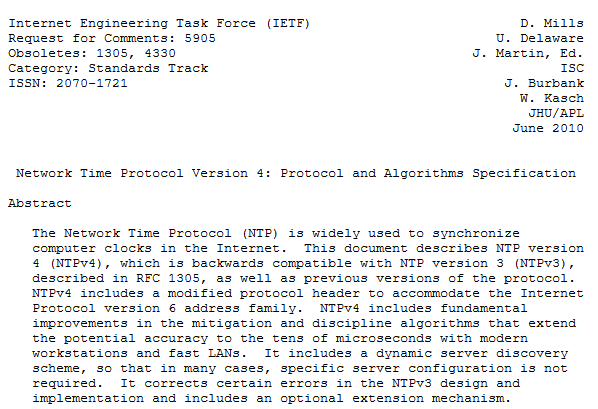 Internet Engineering Task Force (IETF)                          D. Mills
Request for Comments: 5905                                   U. Delaware
Obsoletes: 1305, 4330                                     J. Martin, Ed.
Category: Standards Track                                            ISC
ISSN: 2070-1721                                               J. Burbank
W. Kasch
JHU/APL
June 2010
Network Time Protocol Version 4: Protocol and Algorithms Specification
Abstract
The Network Time Protocol (NTP) is widely used to synchronize
computer clocks in the Internet.  This document describes NTP version
4 (NTPv4), which is backwards compatible with NTP version 3 (NTPv3),
described in RFC 1305, as well as previous versions of the protocol.
NTPv4 includes a modified protocol header to accommodate the Internet
Protocol version 6 address family.  NTPv4 includes fundamental
improvements in the mitigation and discipline algorithms that extend
the potential accuracy to the tens of microseconds with modern
workstations and fast LANs.  It includes a dynamic server discovery
scheme, so that in many cases, specific server configuration is not
required.  It corrects certain errors in the NTPv3 design and
implementation and includes an optional extension mechanism.